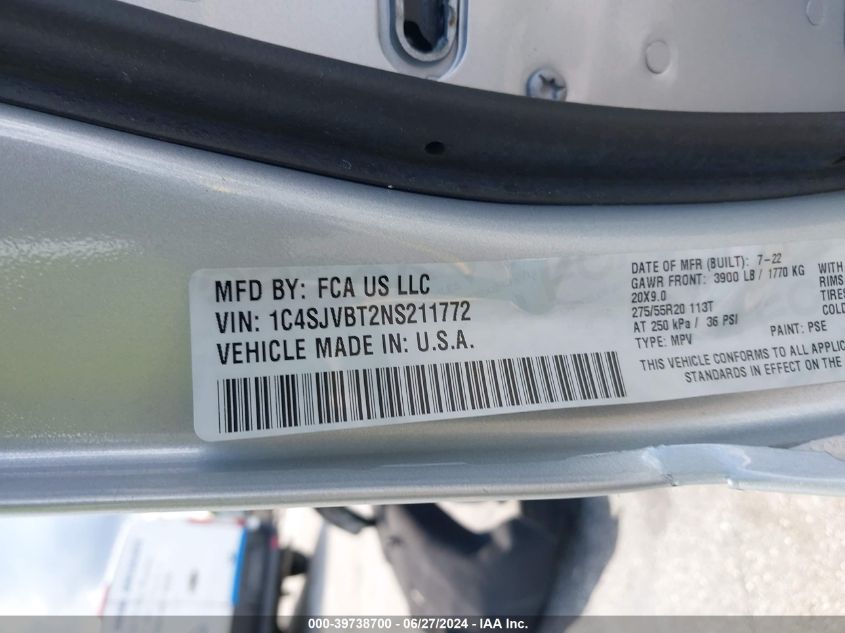 MFD BY: FCA US LLC
VIN: 1C4SJVBT2NS211772
VEHICLE MADE IN: U.S.A.
DATE OF MFR (BUILT): 7-22
GAWR FRONT: 3900 LB / 1770 KG WITH
20X9.0 RIMS
275/55R20 113T TIRES
AT 250 kPa / 36 PSI COLD
TYPE: MPV PAINT: PSE
THIS VEHICLE CONFORMS TO ALL APPLIC
STANDARDS IN EFFECT ON THE
000-39738700 - 06/27/2024 - IAA Inc.